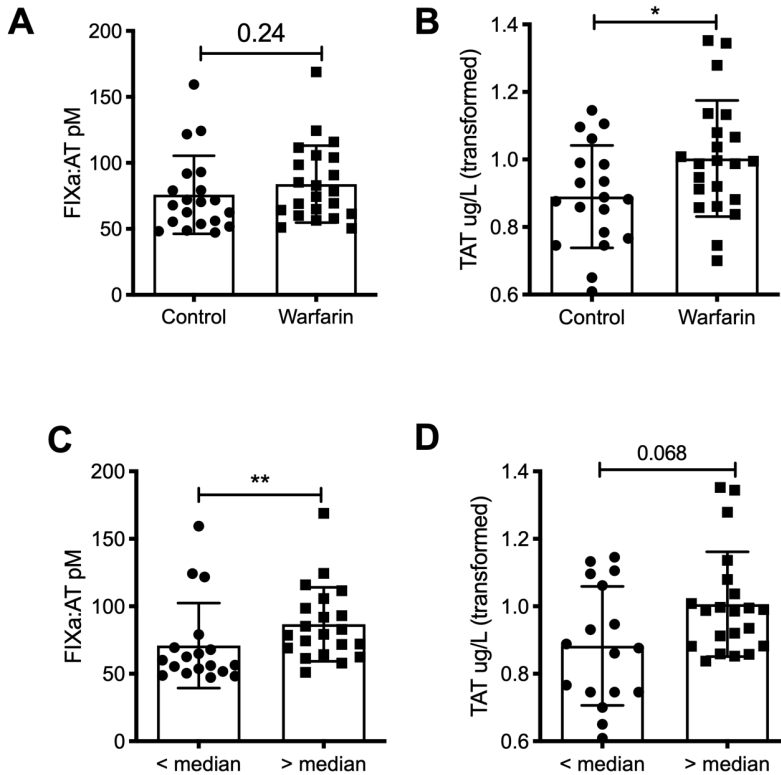 A
0.24
FIXa:AT pM
200
150
100
50
0
Control Warfarin
B
*
TAT ug/L (transformed)
1.4
1.2
1.0
0.8
0.6
Control Warfarin
C
**
FIXa:AT pM
200
150
100
50
0
< median > median
D
0.068
TAT ug/L (transformed)
1.4
1.2
1.0
0.8
0.6
< median > median